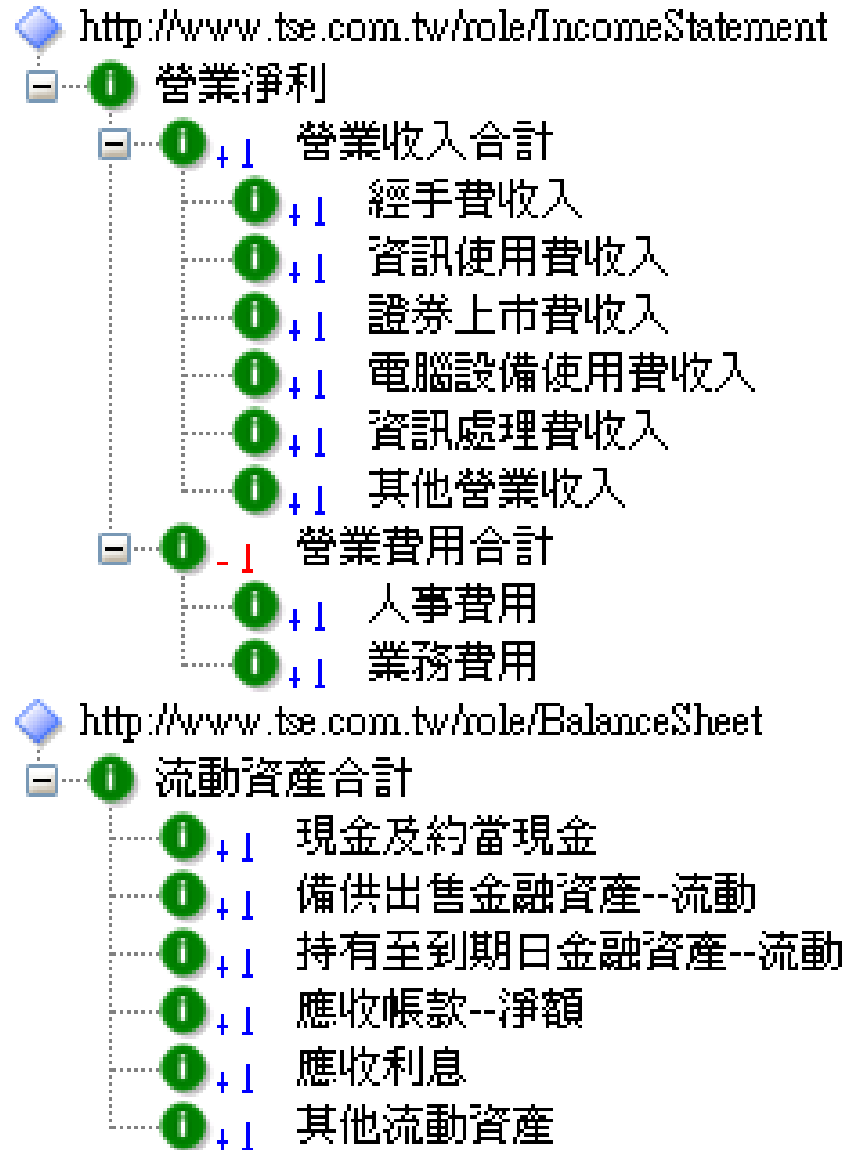 http://www.tse.com.tw/role/IncomeStatement
營業淨利
+1 營業收入合計
+1 經手費收入
+1 資訊使用費收入
+1 證券上市費收入
+1 電腦設備使用費收入
+1 資訊處理費收入
+1 其他營業收入
-1 營業費用合計
+1 人事費用
+1 業務費用
http://www.tse.com.tw/role/BalanceSheet
流動資產合計
+1 現金及約當現金
+1 備供出售金融資產--流動
+1 持有至到期日金融資產--流動
+1 應收帳款--淨額
+1 應收利息
+1 其他流動資產